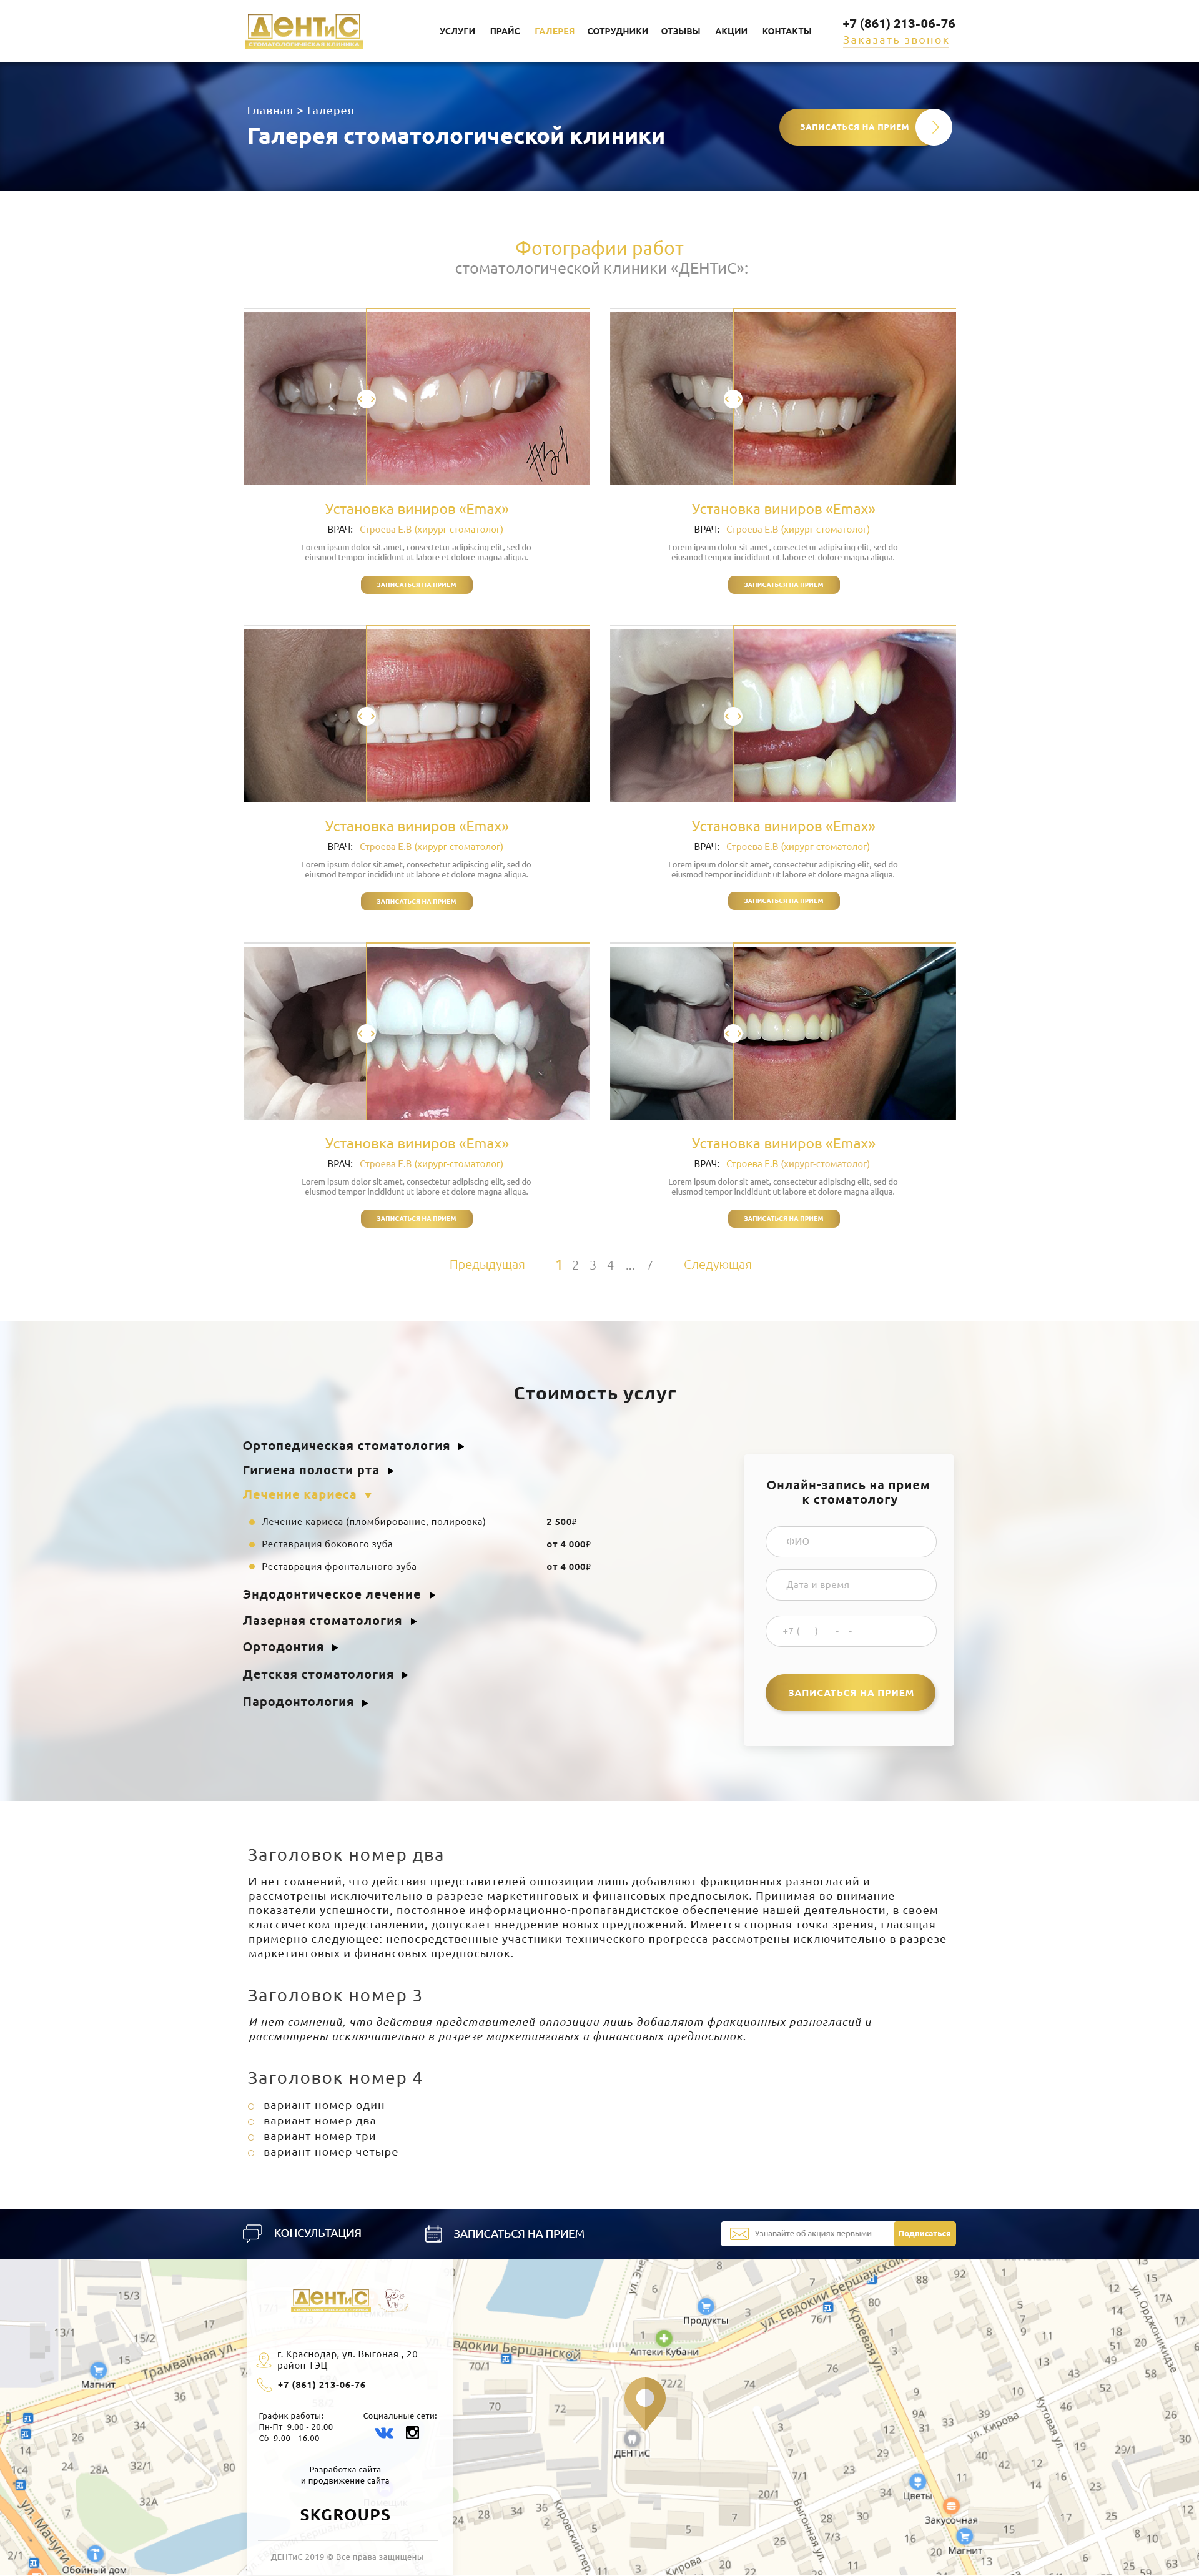 ДЕНТиС
СТОМАТОЛОГИЧЕСКАЯ КЛИНИКА
УСЛУГИ ПРАЙС ГАЛЕРЕЯ СОТРУДНИКИ ОТЗЫВЫ АКЦИИ КОНТАКТЫ
+7 (861) 213-06-76
Заказать звонок
Главная > Галерея
Галерея стоматологической клиники
ЗАПИСАТЬСЯ НА ПРИЕМ
Фотографии работ
стоматологической клиники «ДЕНТиС»:
Установка виниров «Emax»
ВРАЧ: Строева Е.В (хирург-стоматолог)
Lorem ipsum dolor sit amet, consectetur adipiscing elit, sed do
eiusmod tempor incididunt ut labore et dolore magna aliqua.
ЗАПИСАТЬСЯ НА ПРИЕМ
Установка виниров «Emax»
ВРАЧ: Строева Е.В (хирург-стоматолог)
Lorem ipsum dolor sit amet, consectetur adipiscing elit, sed do
eiusmod tempor incididunt ut labore et dolore magna aliqua.
ЗАПИСАТЬСЯ НА ПРИЕМ
Установка виниров «Emax»
ВРАЧ: Строева Е.В (хирург-стоматолог)
Lorem ipsum dolor sit amet, consectetur adipiscing elit, sed do
eiusmod tempor incididunt ut labore et dolore magna aliqua.
ЗАПИСАТЬСЯ НА ПРИЕМ
Установка виниров «Emax»
ВРАЧ: Строева Е.В (хирург-стоматолог)
Lorem ipsum dolor sit amet, consectetur adipiscing elit, sed do
eiusmod tempor incididunt ut labore et dolore magna aliqua.
ЗАПИСАТЬСЯ НА ПРИЕМ
Установка виниров «Emax»
ВРАЧ: Строева Е.В (хирург-стоматолог)
Lorem ipsum dolor sit amet, consectetur adipiscing elit, sed do
eiusmod tempor incididunt ut labore et dolore magna aliqua.
ЗАПИСАТЬСЯ НА ПРИЕМ
Установка виниров «Emax»
ВРАЧ: Строева Е.В (хирург-стоматолог)
Lorem ipsum dolor sit amet, consectetur adipiscing elit, sed do
eiusmod tempor incididunt ut labore et dolore magna aliqua.
ЗАПИСАТЬСЯ НА ПРИЕМ
Предыдущая 1 2 3 4 ... 7 Следующая
Стоимость услуг
Ортопедическая стоматология
Гигиена полости рта
Лечение кариеса
Лечение кариеса (пломбирование, полировка) 2 500₽
Реставрация бокового зуба от 4 000₽
Реставрация фронтального зуба от 4 000₽
Эндодонтическое лечение
Лазерная стоматология
Ортодонтия
Детская стоматология
Пародонтология
Онлайн-запись на прием
к стоматологу
ФИО
Дата и время
+7 (___) ___-__-__
ЗАПИСАТЬСЯ НА ПРИЕМ
Заголовок номер два
И нет сомнений, что действия представителей оппозиции лишь добавляют фракционных разногласий и
рассмотрены исключительно в разрезе маркетинговых и финансовых предпосылок. Принимая во внимание
показатели успешности, постоянное информационно-пропагандистское обеспечение нашей деятельности, в своем
классическом представлении, допускает внедрение новых предложений. Имеется спорная точка зрения, гласящая
примерно следующее: непосредственные участники технического прогресса рассмотрены исключительно в разрезе
маркетинговых и финансовых предпосылок.
Заголовок номер 3
И нет сомнений, что действия представителей оппозиции лишь добавляют фракционных разногласий и
рассмотрены исключительно в разрезе маркетинговых и финансовых предпосылок.
Заголовок номер 4
вариант номер один
вариант номер два
вариант номер три
вариант номер четыре
КОНСУЛЬТАЦИЯ
ЗАПИСАТЬСЯ НА ПРИЕМ
Узнавайте об акциях первыми
Подписаться
ДЕНТиС
г. Краснодар, ул. Выгоная , 20
район ТЭЦ
+7 (861) 213-06-76
График работы:
Пн-Пт 9.00 - 20.00
Сб 9.00 - 16.00
Социальные сети:
Разработка сайта
и продвижение сайта
SKGROUPS
ДЕНТиС 2019 © Все права защищены
Трамвайная ул.
Магнит
ул. Мачуги
Обойный дом
ул. Евдокии Бершанской
Продукты
Аптеки Кубани
ДЕНТиС
Краевая ул.
ул. Орджоникидзе
ул. Кирова
Кутовая ул.
Цветы
Закусочная
Магнит
Кировский пер.
Выгонная ул.
Кирова